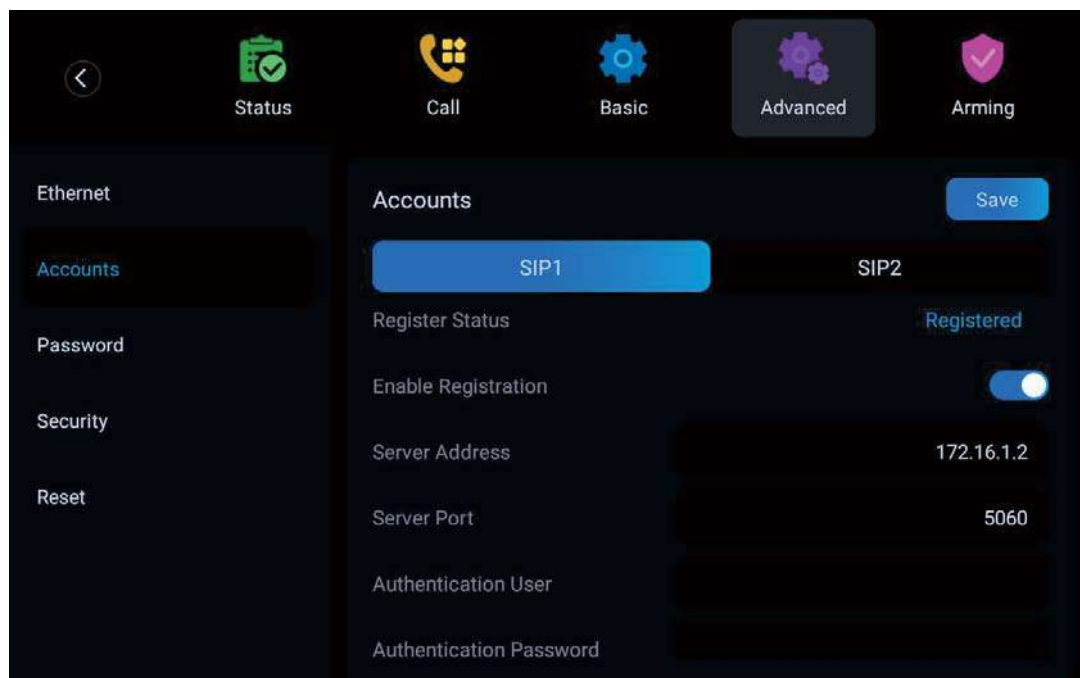 Status
Call
Basic
Advanced
Arming
Ethernet
Accounts
Password
Security
Reset
Accounts
Save
SIP1
SIP2
Register Status
Registered
Enable Registration
Server Address
172.16.1.2
Server Port
5060
Authentication User
Authentication Password